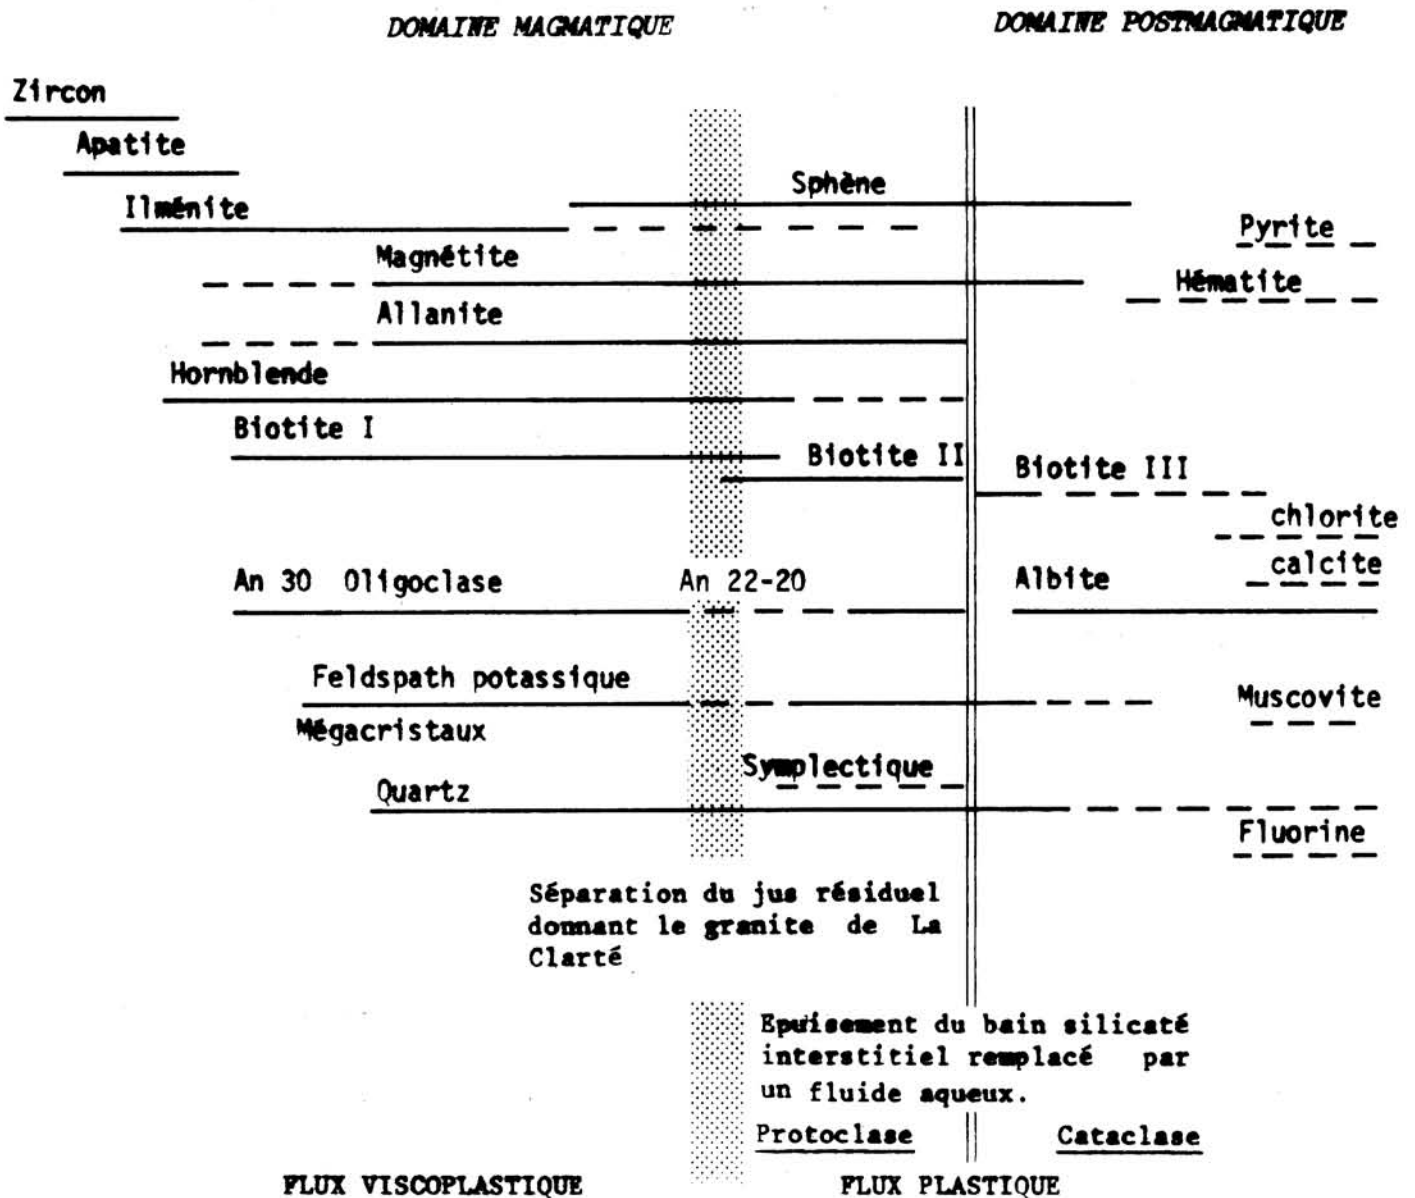 DOMAINE MAGMATIQUE
DOMAINE POSTMAGMATIQUE
Zircon
Apatite
Sphène
Ilménite
Pyrite
Magnétite
Hématite
Allanite
Hornblende
Biotite I
Biotite II
Biotite III
chlorite
calcite
An 30 Oligoclase
An 22-20
Albite
Feldspath potassique
Muscovite
Mégacristaux
Symplectique
Quartz
Fluorine
Séparation du jus résiduel
donnant le granite de La
Clarté
Epuisement du bain silicaté
interstitiel remplacé par
un fluide aqueux.
Protoclase
Cataclase
FLUX VISCOPLASTIQUE
FLUX PLASTIQUE